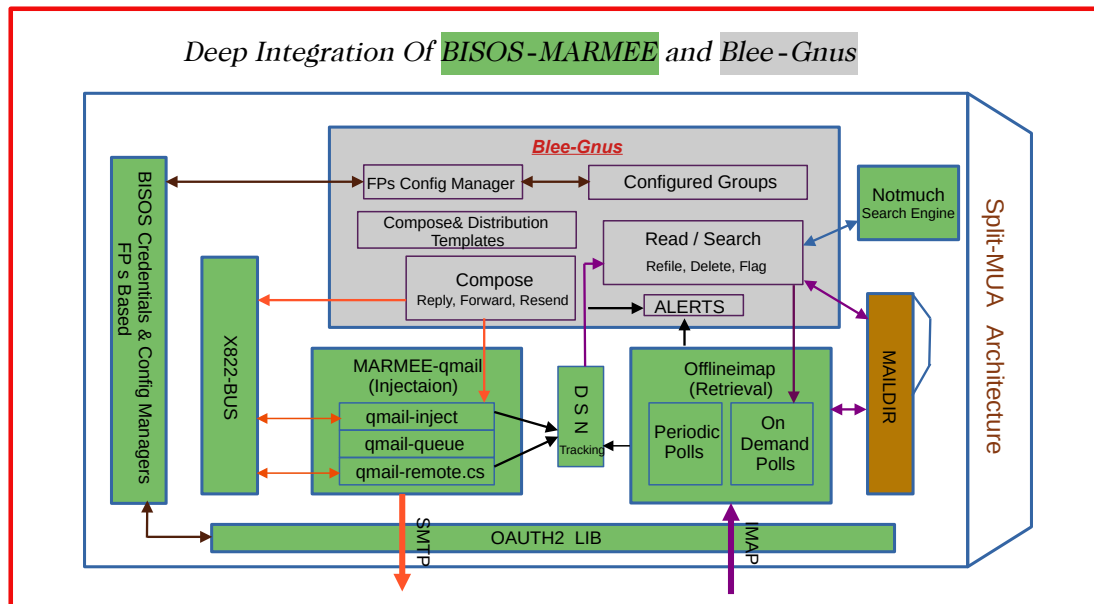 Deep Integration Of BISOS-MARMEE and Blee-Gnus
Blee-Gnus
FPs Config Manager
Configured Groups
Compose& Distribution
Templates
Read / Search
Refile, Delete, Flag
Compose
Reply, Forward, Resend
ALERTS
Notmuch
Search Engine
BISOS Credentials & Config Managers
FP s Based
X822-BUS
MARMEE-qmail
(Injectaion)
qmail-inject
qmail-queue
qmail-remote.cs
D S N
Tracking
Offlineimap
(Retrieval)
Periodic
Polls
On
Demand
Polls
MAILDIR
Split-MUA Architecture
OAUTH2 LIB
SMTP
IMAP